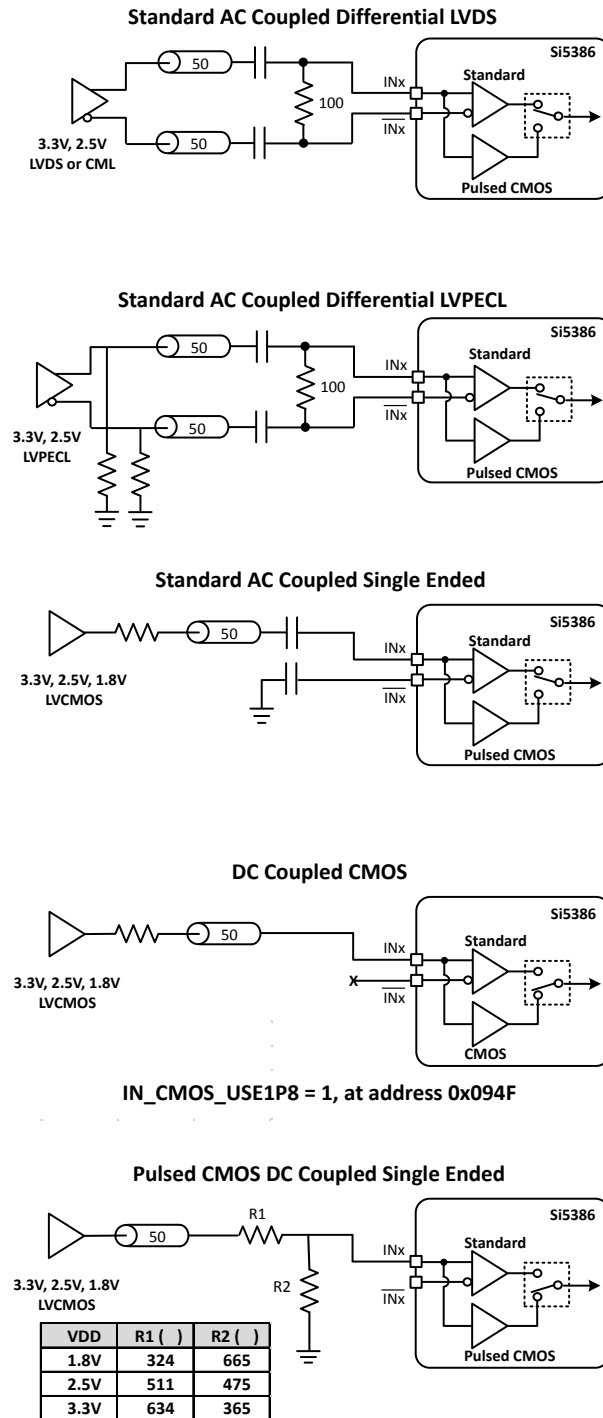 Standard AC Coupled Differential LVDS
Si5386
50
INx
Standard
100
50
INx
3.3V, 2.5V
LVDS or CML
Pulsed CMOS
Standard AC Coupled Differential LVPECL
Si5386
50
INx
Standard
100
50
INx
3.3V, 2.5V
LVPECL
Pulsed CMOS
Standard AC Coupled Single Ended
Si5386
50
INx
Standard
3.3V, 2.5V, 1.8V
LVCMOS
INx
Pulsed CMOS
DC Coupled CMOS
Si5386
50
INx
Standard
X
3.3V, 2.5V, 1.8V
LVCMOS
INx
CMOS
IN_CMOS_USE1P8 = 1, at address 0x094F
Pulsed CMOS DC Coupled Single Ended
R1
Si5386
50
INx
Standard
R2
INx
3.3V, 2.5V, 1.8V
LVCMOS
Pulsed CMOS
VDD R1 ( ) R2 ( )
1.8V 324 665
2.5V 511 475
3.3V 634 365